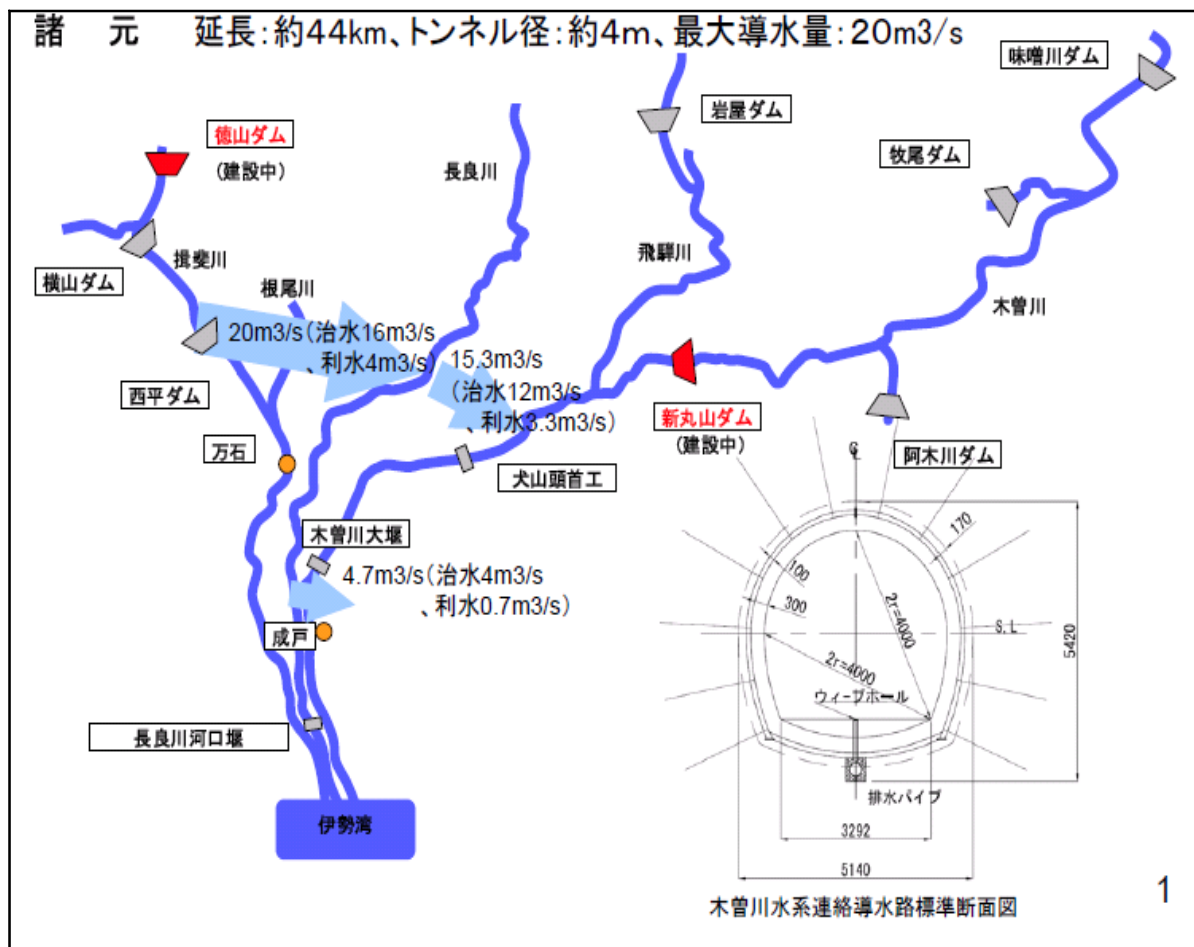 諸 元 延長:約44km、トンネル径:約4m、最大導水量:20m3/s
味噌川ダム
岩屋ダム
徳山ダム
(建設中)
長良川
牧尾ダム
飛騨川
揖斐川
横山ダム
根尾川
木曽川
20m3/s(治水16m3/s
、利水4m3/s)
15.3m3/s
(治水12m3/s
、利水3.3m3/s)
西平ダム
新丸山ダム
(建設中)
万石
犬山頭首工
阿木川ダム
木曽川大堰
4.7m3/s(治水4m3/s
、利水0.7m3/s)
成戸
長良川河口堰
伊勢湾
170
100
300
2r=4000
2r=4000
S.L
5420
ウィープホール
排水パイプ
3292
5140
木曽川水系連絡導水路標準断面図
1